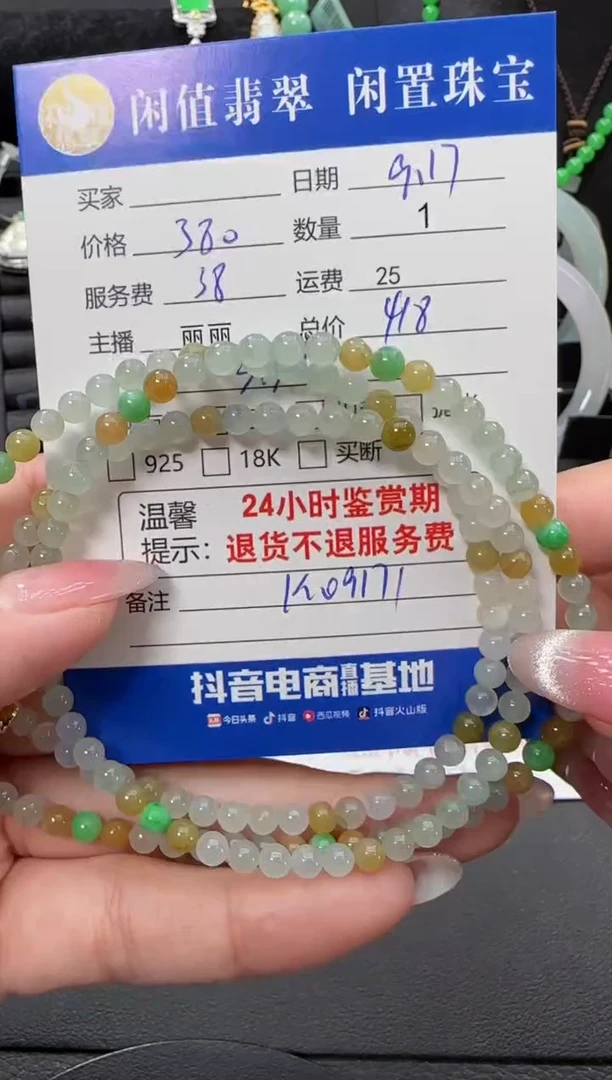 闲值翡翠 闲置珠宝
买家 日期 9.17
价格 380 数量 1
服务费 38 运费 25
主播 丽丽 总价 418
925 18K 买断
温馨提示： 24小时鉴赏期
退货不退服务费
备注 K09171
抖音电商直播基地
今日头条 抖音 西瓜视频 抖音火山版